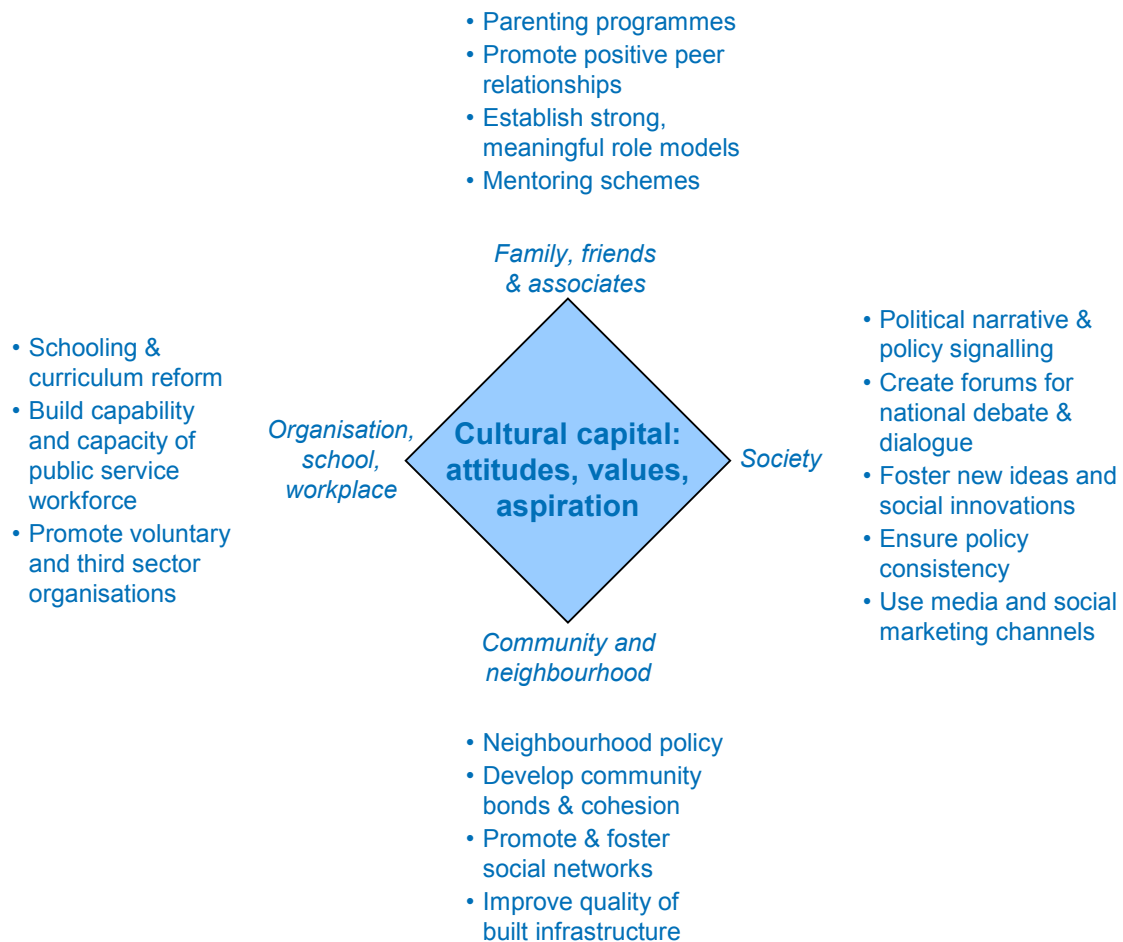 • Parenting programmes
• Promote positive peer
relationships
• Establish strong,
meaningful role models
• Mentoring schemes
Family, friends
& associates
• Schooling &
curriculum reform
• Build capability
and capacity of
public service
workforce
• Promote voluntary
and third sector
organisations
Organisation,
school,
workplace
Cultural capital:
attitudes, values,
aspiration
Society
• Political narrative &
policy signalling
• Create forums for
national debate &
dialogue
• Foster new ideas and
social innovations
• Ensure policy
consistency
• Use media and social
marketing channels
Community and
neighbourhood
• Neighbourhood policy
• Develop community
bonds & cohesion
• Promote & foster
social networks
• Improve quality of
built infrastructure